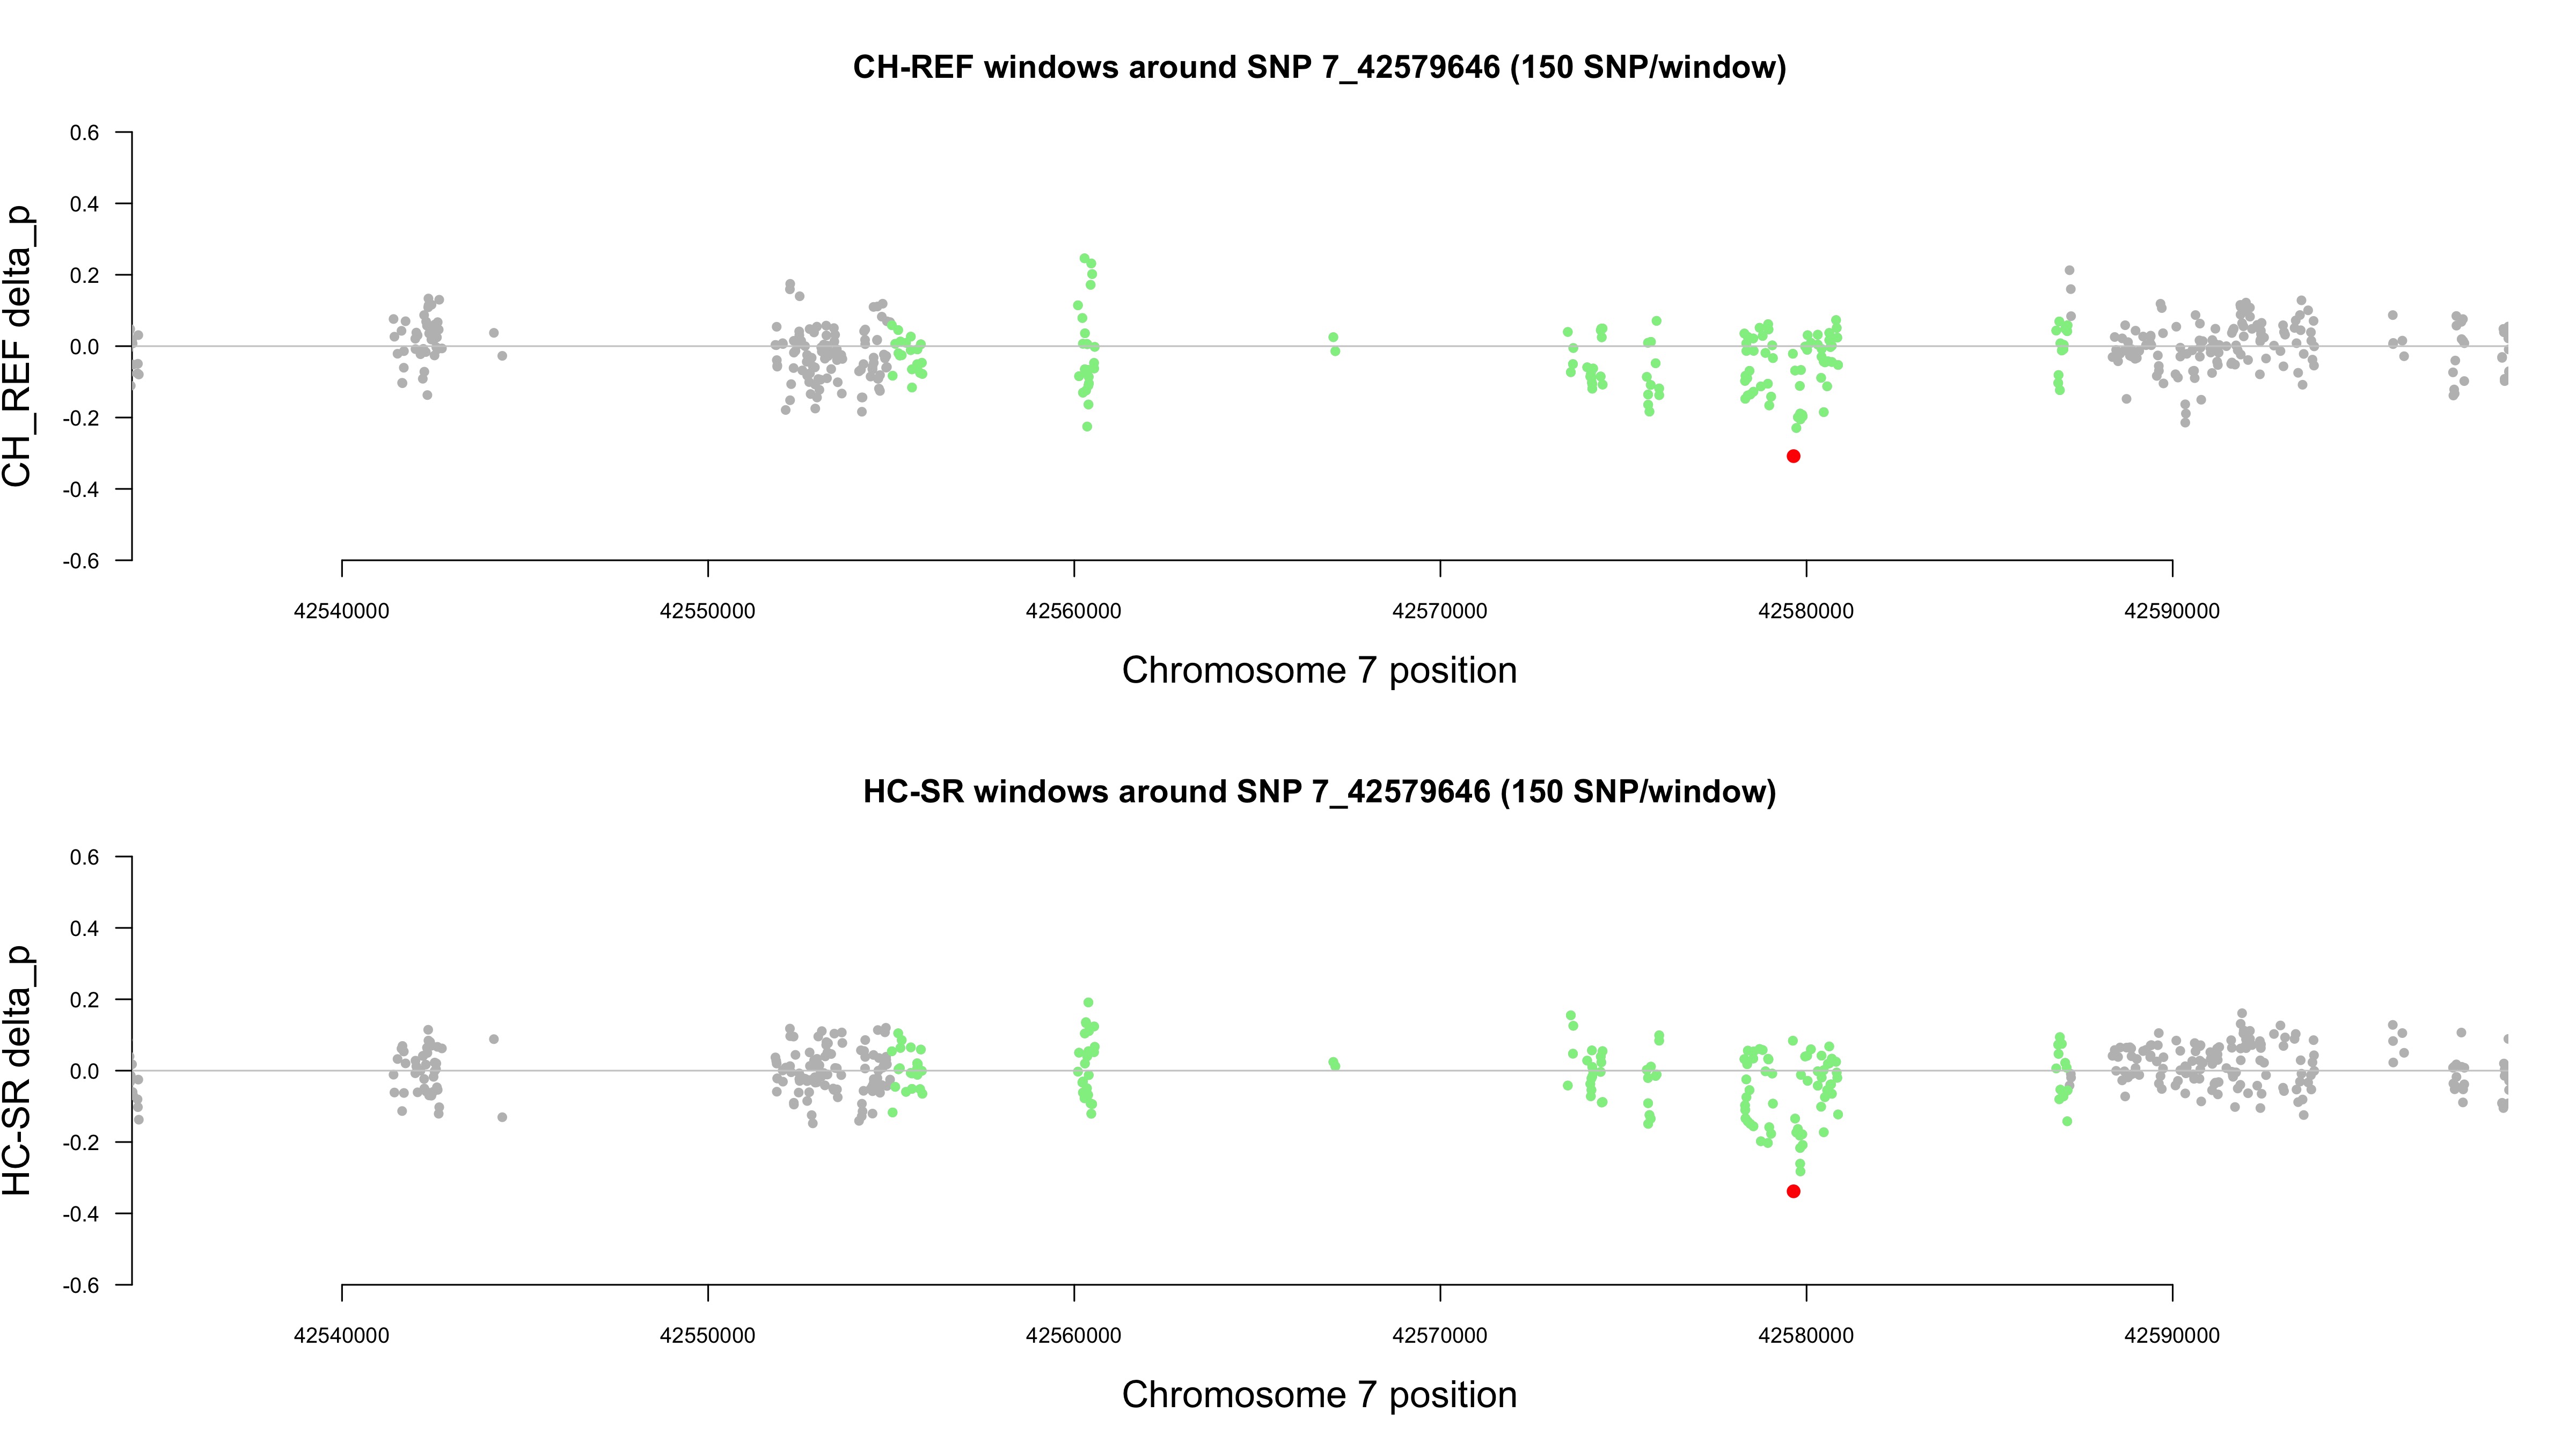 CH-REF windows around SNP 7_42579646 (150 SNP/window)
CH_REF delta_p
0.6
0.4
0.2
0.0
-0.2
-0.4
-0.6
42540000 42550000 42560000 42570000 42580000 42590000
Chromosome 7 position
HC-SR windows around SNP 7_42579646 (150 SNP/window)
HC-SR delta_p
0.6
0.4
0.2
0.0
-0.2
-0.4
-0.6
42540000 42550000 42560000 42570000 42580000 42590000
Chromosome 7 position